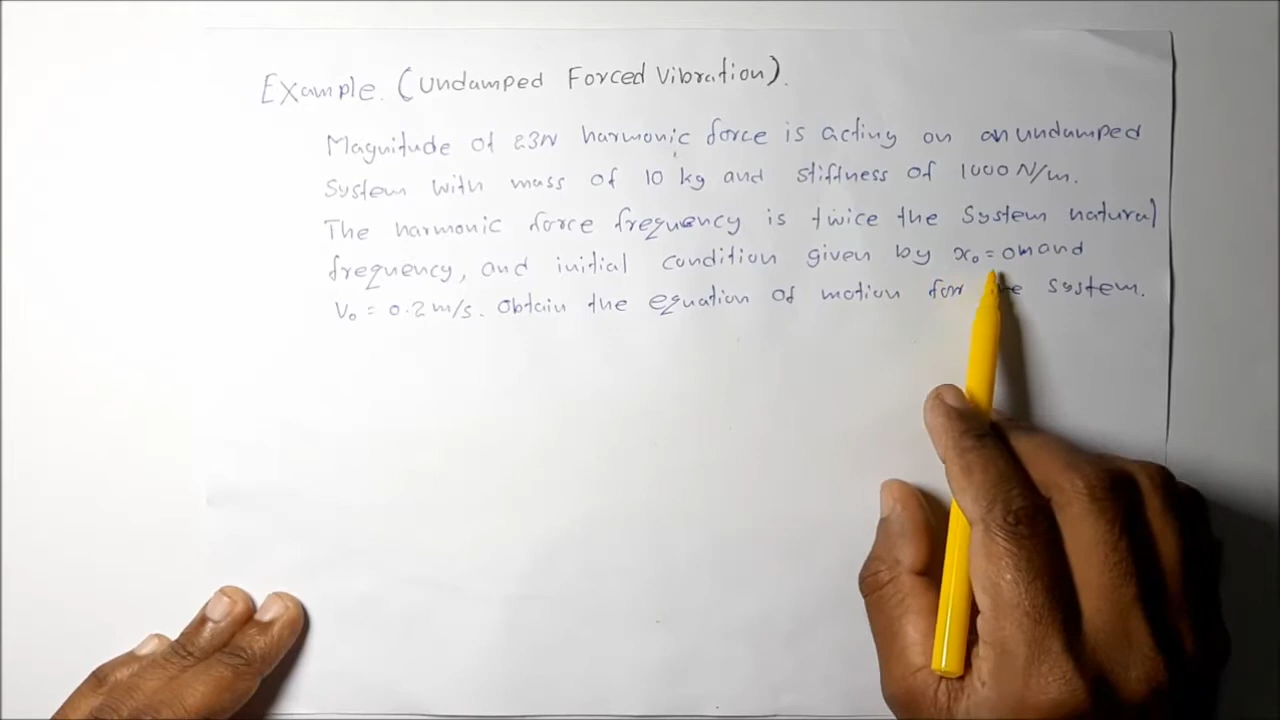 Example. (Undamped Forced Vibration).
Magnitude of 23N harmonic force is acting on an undamped
System with mass of 10 kg and stiffness of 1000 N/m.
The harmonic force frequency is twice the System natural
frequency, and initial condition given by x₀ = 0m and
V₀ = 0.2 m/s. Obtain the equation of motion for the system.